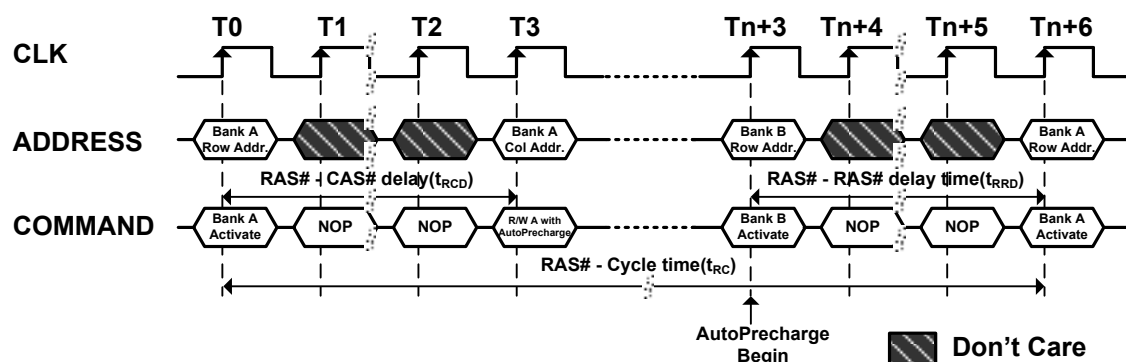 T0 T1 T2 T3 Tn+3 Tn+4 Tn+5 Tn+6
CLK
ADDRESS
Bank A Row Addr.
Bank A Col Addr.
Bank B Row Addr.
Bank A Row Addr.
RAS# - CAS# delay(tRCD)
RAS# - RAS# delay time(tRRD)
COMMAND
Bank A Activate
NOP
NOP
R/W A with AutoPrecharge
Bank B Activate
NOP
NOP
Bank A Activate
RAS# - Cycle time(tRC)
AutoPrecharge
Begin
Don't Care